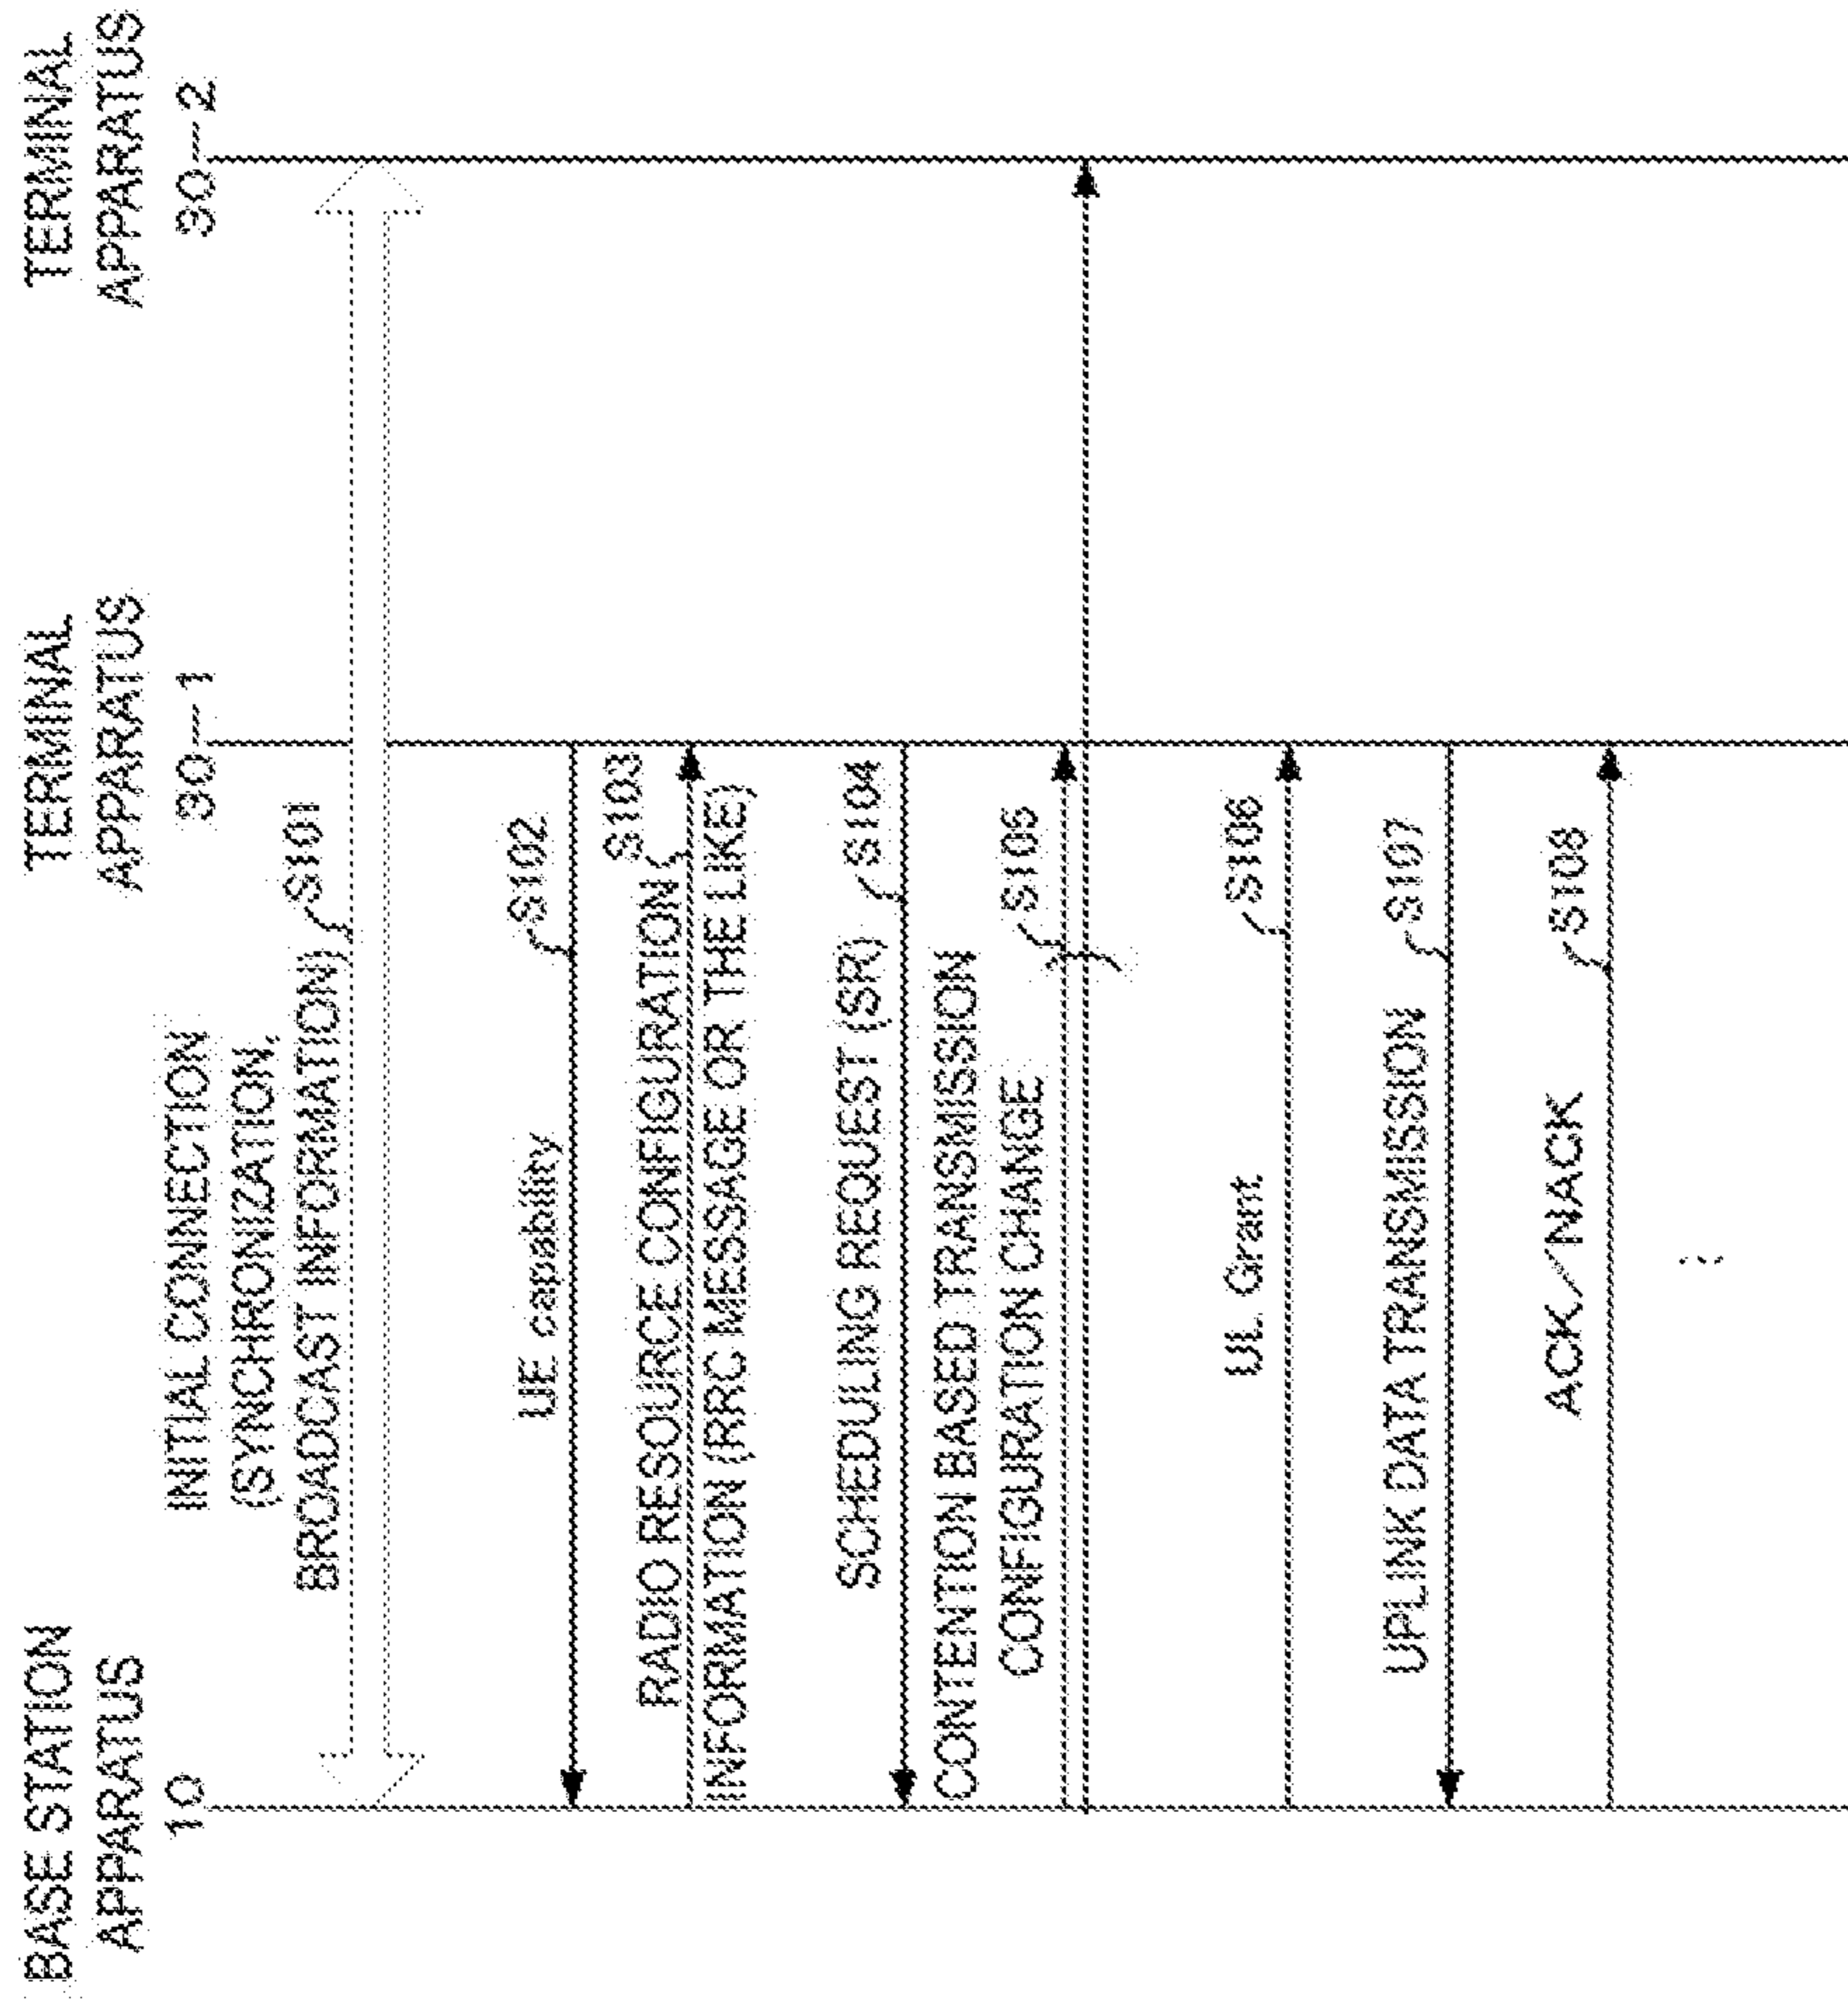 BASE STATION
APPARATUS
10
TERMINAL
APPARATUS
30—1
TERMINAL
APPARATUS
30—2
INITIAL CONNECTION
(SYNCHRONIZATION,
BROADCAST INFORMATION)
S101
UE capability
S102
S103
RADIO RESOURCE CONFIGURATION
INFORMATION (RRC MESSAGE OR THE LIKE)
SCHEDULING REQUEST (SR)
S104
CONTENTION BASED TRANSMISSION
CONFIGURATION CHANGE
S105
UL Grant
S106
UPLINK DATA TRANSMISSION
S107
ACK/NACK
S108